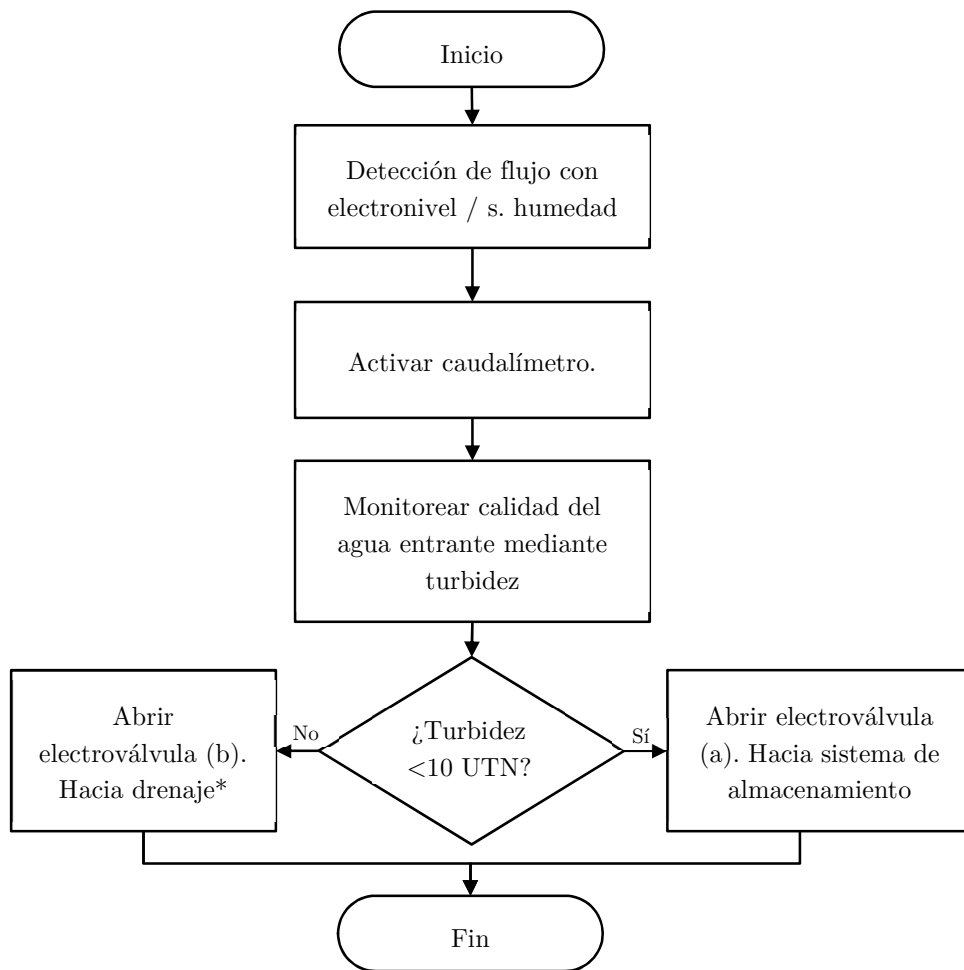 Inicio
Detección de flujo con
electronivel / s. humedad
Activar caudalímetro.
Monitorear calidad del
agua entrante mediante
turbidez
Abrir
electroválvula (b).
Hacia drenaje*
No
¿Turbidez
<10 UTN?
Sí
Abrir electroválvula
(a). Hacia sistema de
almacenamiento
Fin